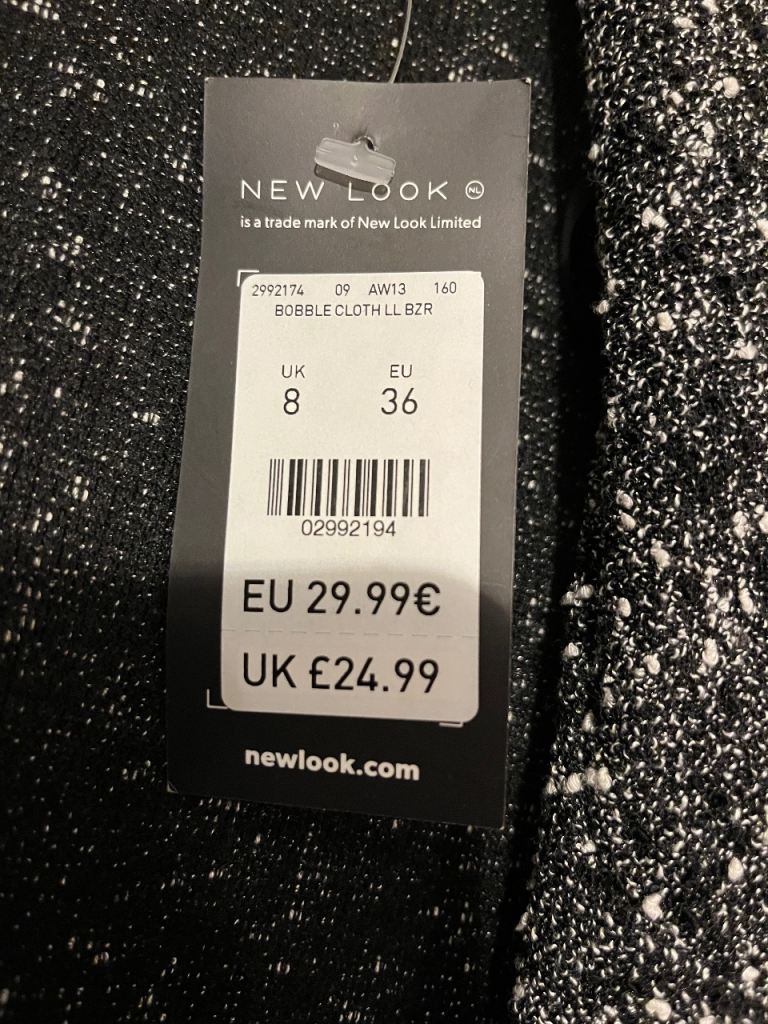 NEW LOOK NL
is a trade mark of New Look Limited
2992174 09 AW13 160
BOBBLE CLOTH LL BZR
UK EU
8 36
02992194
EU 29.99€
UK £24.99
newlook.com